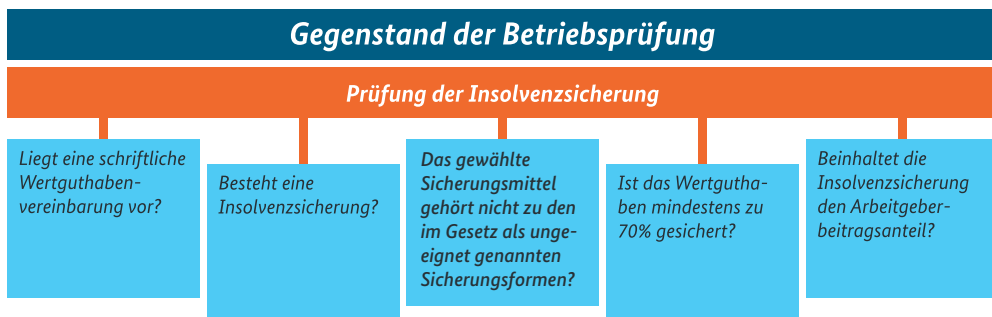 Gegenstand der Betriebsprüfung
Prüfung der Insolvenzsicherung
Liegt eine schriftliche
Wertguthaben-
vereinbarung vor?
Besteht eine
Insolvenzsicherung?
Das gewählte
Sicherungsmittel
gehört nicht zu den
im Gesetz als unge-
eignet genannten
Sicherungsformen?
Ist das Wertgutha-
ben mindestens zu
70% gesichert?
Beinhaltet die
Insolvenzsicherung
den Arbeitgeber-
beitragsanteil?